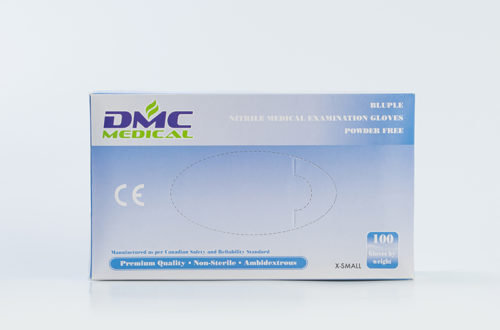 DMC
MEDICAL
BLUPLE
NITRILE MEDICAL EXAMINATION GLOVES
POWDER FREE
CE
Manufactured as per Canadian Safety and Reliability Standard
Premium Quality • Non-Sterile • Ambidextrous
X-SMALL
100
Gloves by
weight